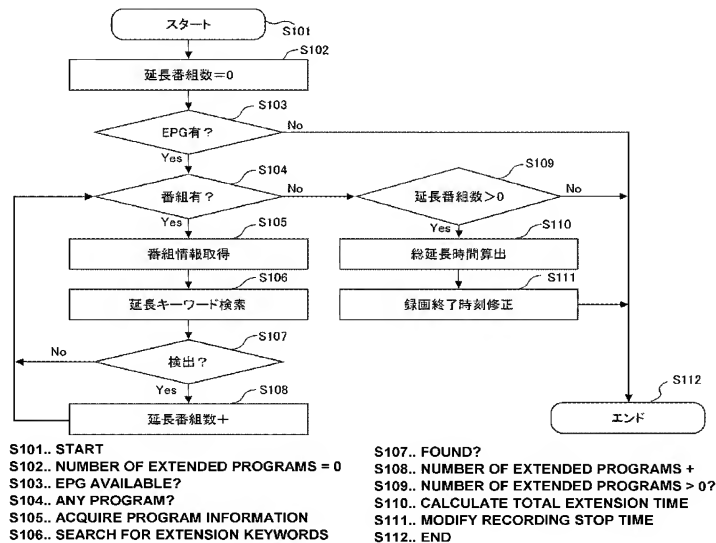 スタート
S101
S102
延長番組数=0
S103
EPG有?
No
Yes
S104
番組有?
No
Yes
S109
延長番組数>0
No
Yes
S105
番組情報取得
S110
総延長時間算出
S106
延長キーワード検索
S111
録画終了時刻修正
S107
検出?
No
Yes
S108
延長番組数+
S112
エンド
S101.. START
S102.. NUMBER OF EXTENDED PROGRAMS = 0
S103.. EPG AVAILABLE?
S104.. ANY PROGRAM?
S105.. ACQUIRE PROGRAM INFORMATION
S106.. SEARCH FOR EXTENSION KEYWORDS
S107.. FOUND?
S108.. NUMBER OF EXTENDED PROGRAMS +
S109.. NUMBER OF EXTENDED PROGRAMS > 0?
S110.. CALCULATE TOTAL EXTENSION TIME
S111.. MODIFY RECORDING STOP TIME
S112.. END